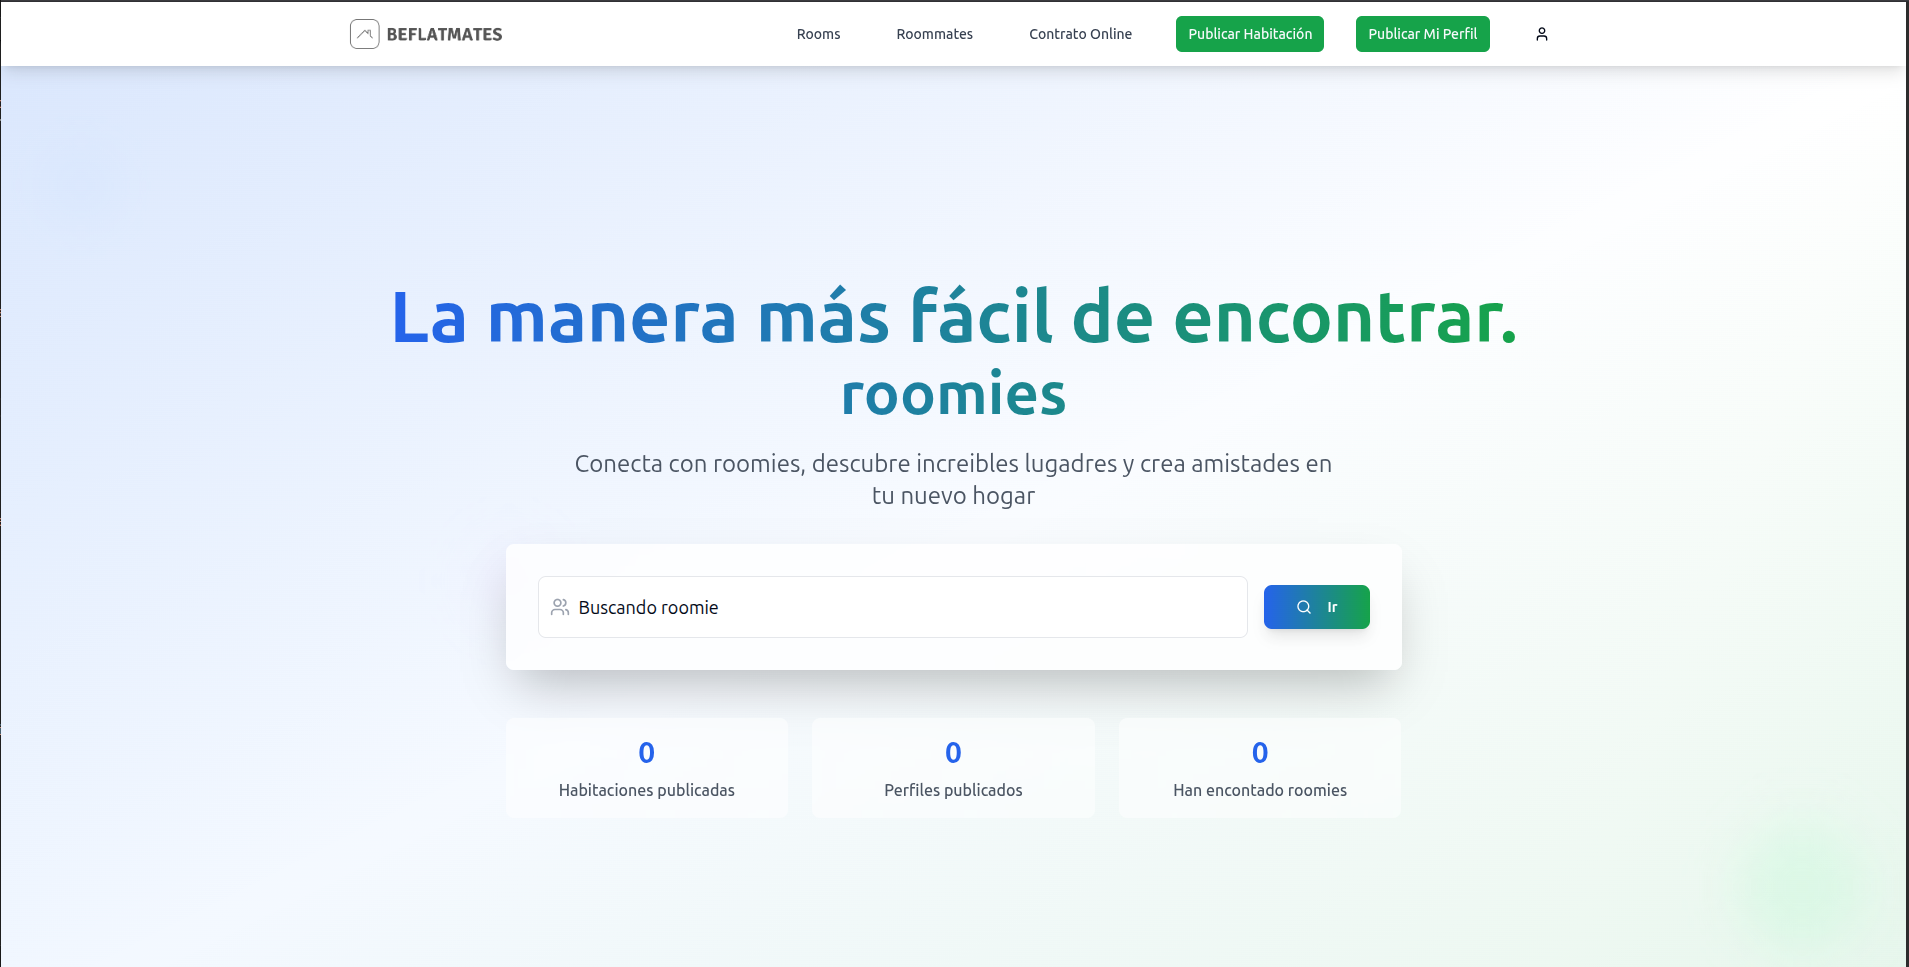 BEFLATMATES
Rooms
Roommates
Contrato Online
Publicar Habitación
Publicar Mi Perfil
La manera más fácil de encontrar.
roomies
Conecta con roomies, descubre increibles lugadres y crea amistades en
tu nuevo hogar
Buscando roomie
Ir
0
Habitaciones publicadas
0
Perfiles publicados
0
Han encontado roomies